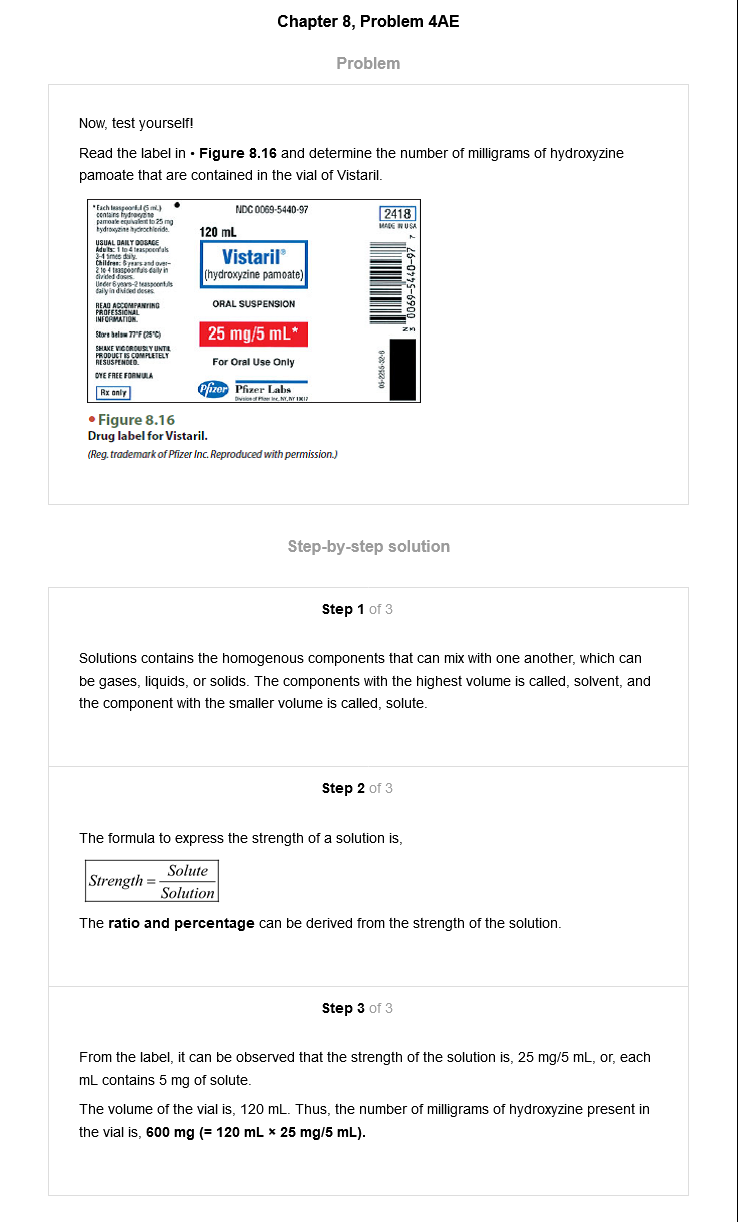 Chapter 8, Problem 4AE
Problem
Now, test yourself!
Read the label in • Figure 8.16 and determine the number of milligrams of hydroxyzine
pamoate that are contained in the vial of Vistaril.
*Each teaspoonful (5 mL)
contains hydroxyzine
pamoate equivalent to 25 mg
hydroxyzine hydrochloride.
USUAL DAILY DOSAGE
Adults: 1 to 4 teaspoonfuls
3-4 times daily.
Children: 6 years and over–
2 to 4 teaspoonfuls daily in
divided doses.
Under 6 years–2 teaspoonfuls
daily in divided doses.
READ ACCOMPANYING
PROFESSIONAL
INFORMATION.
Store below 77°F (25°C)
SHAKE VIGOROUSLY UNTIL
PRODUCT IS COMPLETELY
RESUSPENDED.
DYE FREE FORMULA
Rx only
NDC 0069-5440-97
120 mL
Vistaril®
(hydroxyzine pamoate)
ORAL SUSPENSION
25 mg/5 mL*
For Oral Use Only
Pfizer Pfizer Labs
Division of Pfizer Inc, NY, NY 10017
2418
MADE IN USA
N 3 0069-5440-97 7
05-2255-32-6
• Figure 8.16
Drug label for Vistaril.
(Reg. trademark of Pfizer Inc. Reproduced with permission.)
Step-by-step solution
Step 1 of 3
Solutions contains the homogenous components that can mix with one another, which can
be gases, liquids, or solids. The components with the highest volume is called, solvent, and
the component with the smaller volume is called, solute.
Step 2 of 3
The formula to express the strength of a solution is,
Strength = Solute / Solution
The ratio and percentage can be derived from the strength of the solution.
Step 3 of 3
From the label, it can be observed that the strength of the solution is, 25 mg/5 mL, or, each
mL contains 5 mg of solute.
The volume of the vial is, 120 mL. Thus, the number of milligrams of hydroxyzine present in
the vial is, 600 mg (= 120 mL × 25 mg/5 mL).